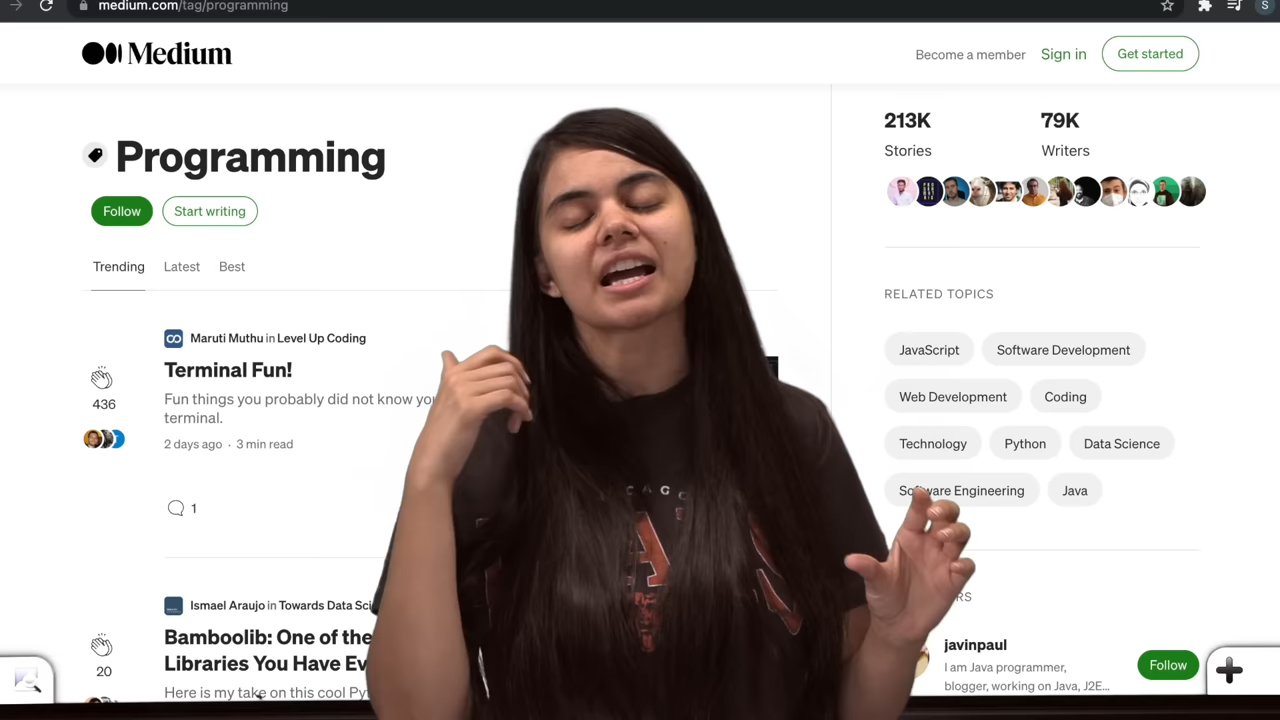 medium.com/tag/programming
S
Medium
Become a member
Sign in
Get started
Programming
Follow
Start writing
Trending
Latest
Best
Maruti Muthu in Level Up Coding
Terminal Fun!
Fun things you probably did not know you
terminal.
2 days ago · 3 min read
436
1
Ismael Araujo in Towards Data Sci
Bamboolib: One of the
Libraries You Have Ev
Here is my take on this cool Py
20
213K
Stories
79K
Writers
RELATED TOPICS
JavaScript
Software Development
Web Development
Coding
Technology
Python
Data Science
Software Engineering
Java
RS
javinpaul
I am Java programmer,
blogger, working on Java, J2E...
Follow